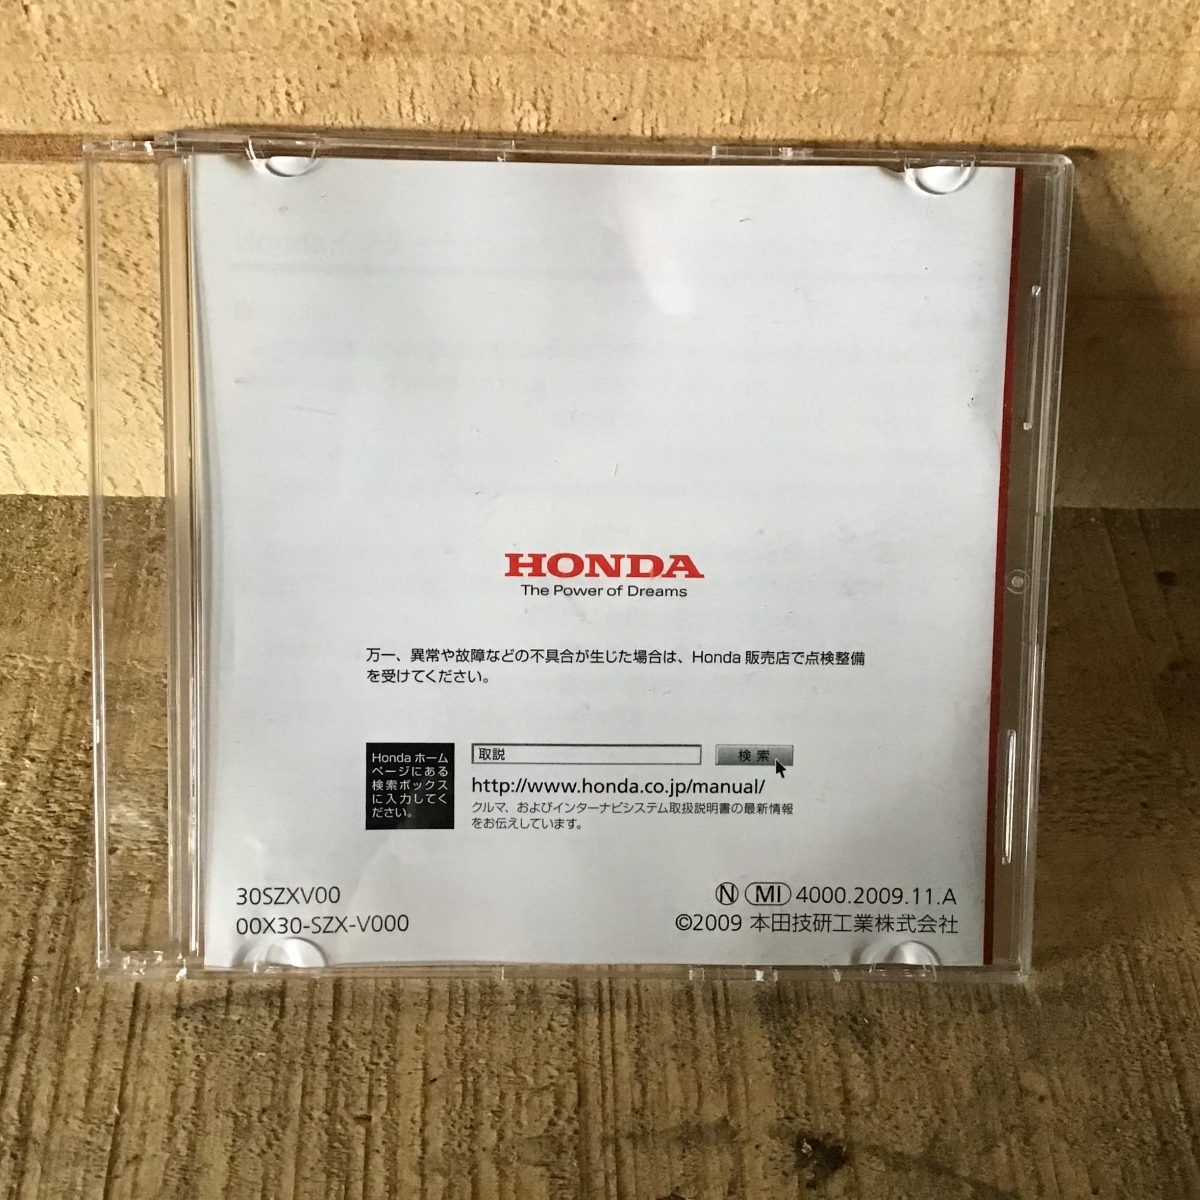 HONDA
The Power of Dreams
万一、異常や故障などの不具合が生じた場合は、Honda 販売店で点検整備
を受けてください。
Honda ホーム
ページにある
検索ボックス
に入力してく
ださい。
取説
検 索
http://www.honda.co.jp/manual/
クルマ、およびインターナビシステム取扱説明書の最新情報
をお伝えしています。
30SZXV00
00X30-SZX-V000
Ⓝ MI 4000.2009.11.A
©2009 本田技研工業株式会社